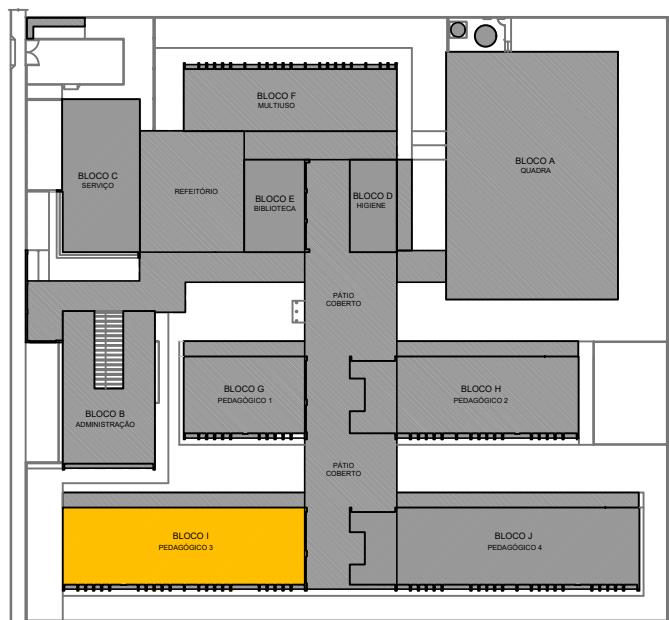 BLOCO F
MULTIUSO
BLOCO A
QUADRA
BLOCO C
SERVIÇO
REFEITÓRIO
BLOCO E
BIBLIOTECA
BLOCO D
HIGIENE
PÁTIO
COBERTO
BLOCO G
PEDAGÓGICO 1
BLOCO H
PEDAGÓGICO 2
BLOCO B
ADMINISTRAÇÃO
PÁTIO
COBERTO
BLOCO I
PEDAGÓGICO 3
BLOCO J
PEDAGÓGICO 4